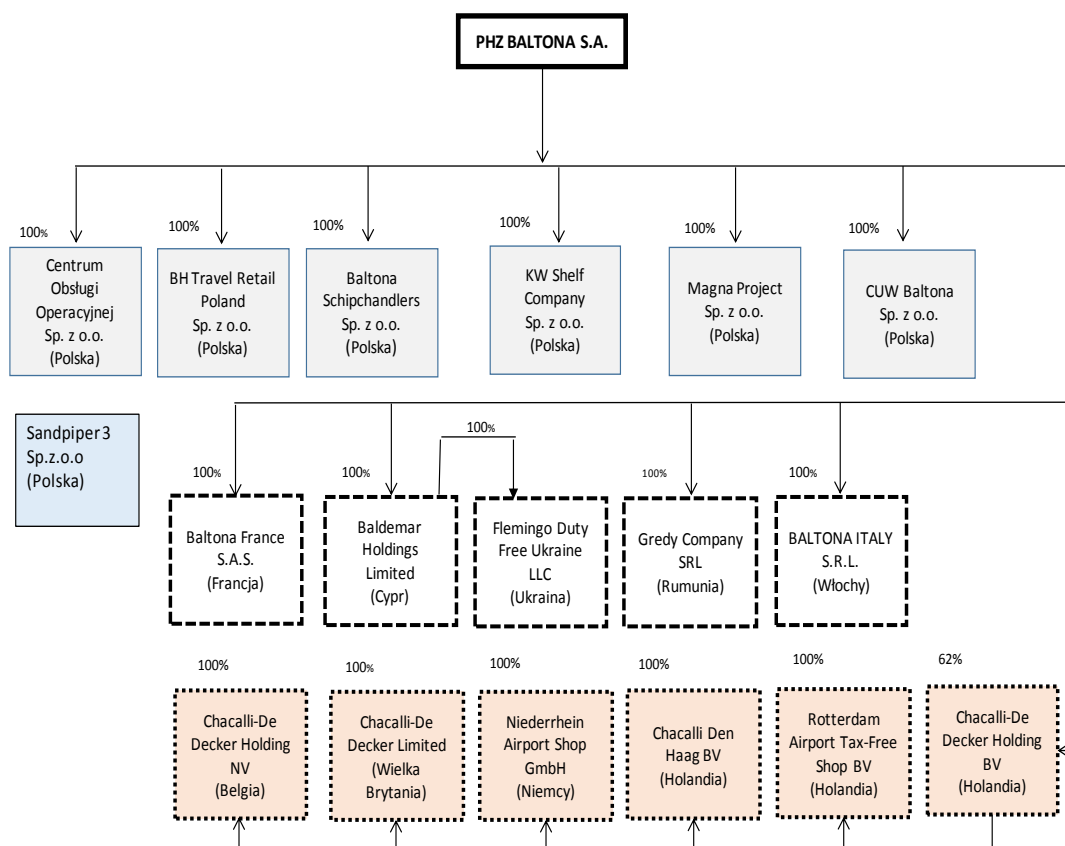 PHZ BALTONA S.A.
100%
100%
100%
100%
100%
100%
Centrum
Obsługi
Operacyjnej
Sp. z o.o.
(Polska)
BH Travel Retail
Poland
Sp. z o.o.
(Polska)
Baltona
Schipchandlers
Sp. z o.o.
(Polska)
KW Shelf
Company
Sp. z o.o.
(Polska)
Magna Project
Sp. z o.o.
(Polska)
CUW Baltona
Sp. z o.o.
(Polska)
Sandpiper 3
Sp.z.o.o
(Polska)
100%
100%
100%
100%
100%
Baltona France
S.A.S.
(Francja)
Baldemar
Holdings
Limited
(Cypr)
Flemingo Duty
Free Ukraine
LLC
(Ukraina)
Gredy Company
SRL
(Rumunia)
BALTONA ITALY
S.R.L.
(Włochy)
100%
100%
100%
100%
100%
62%
Chacalli-De
Decker Holding
NV
(Belgia)
Chacalli-De
Decker Limited
(Wielka
Brytania)
Niederrhein
Airport Shop
GmbH
(Niemcy)
Chacalli Den
Haag BV
(Holandia)
Rotterdam
Airport Tax-Free
Shop BV
(Holandia)
Chacalli-De
Decker Holding
BV
(Holandia)